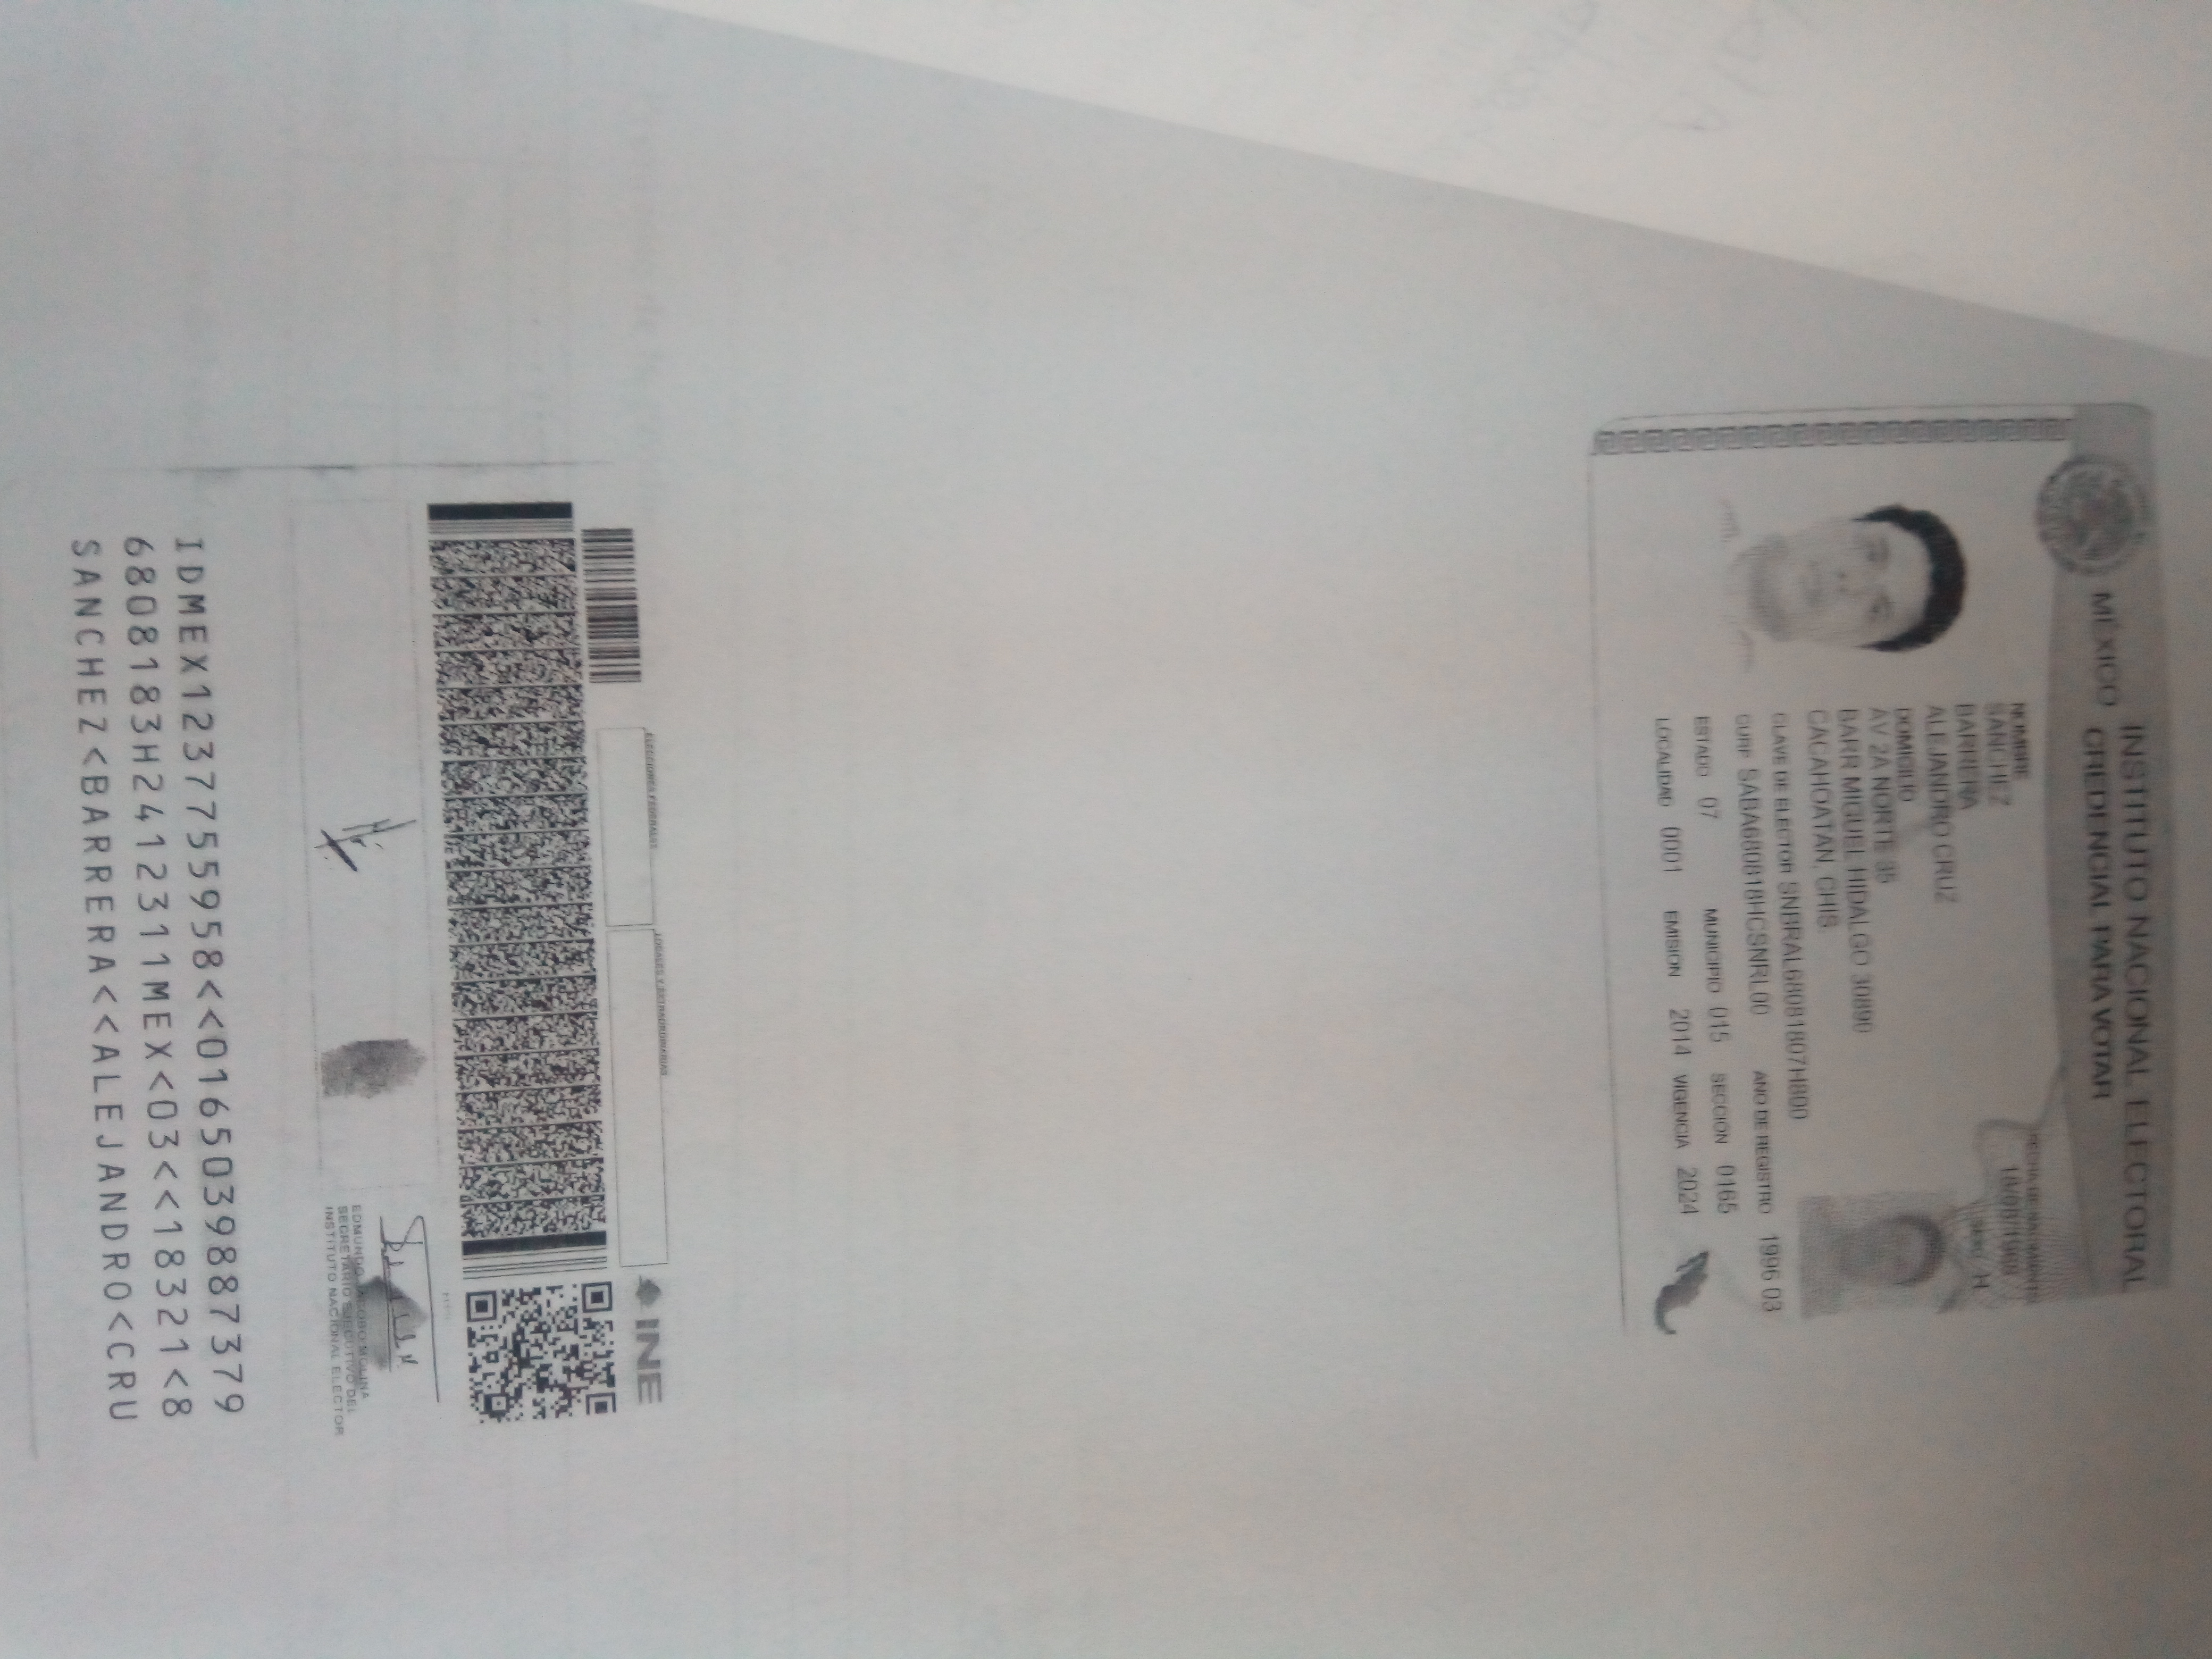 INSTITUTO NACIONAL ELECTORAL
MÉXICO CREDENCIAL PARA VOTAR
NOMBRE
SANCHEZ
BARRERA
ALEJANDRO CRUZ
FECHA DE NACIMIENTO
18/08/1968
SEXO H
DOMICILIO
AV 2A NORTE 35
BARR MIGUEL HIDALGO 30890
CACAHOATAN, CHIS.
CLAVE DE ELECTOR SNBRAL68081807H800
CURP SABA680818HCSNRL00 AÑO DE REGISTRO 1996 03
ESTADO 07 MUNICIPIO 015 SECCIÓN 0165
LOCALIDAD 0001 EMISIÓN 2014 VIGENCIA 2024
ELECCIONES FEDERALES
LOCALES Y EXTRAORDINARIAS
INE
EDMUNDO JACOBO MOLINA
SECRETARIO EJECUTIVO DEL
INSTITUTO NACIONAL ELECTOR
IDMEX1237755958<<0165039887379
6808183H2412311MEX<03<<18321<8
SANCHEZ<BARRERA<<ALEJANDRO<CRU